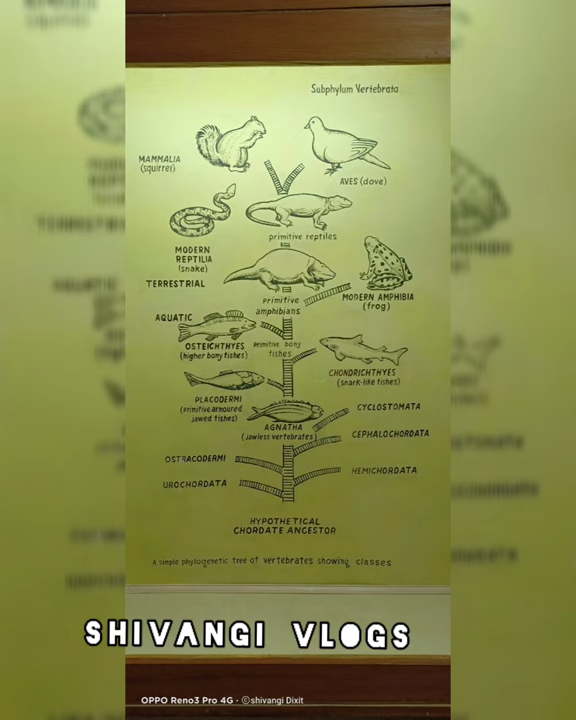 Subphylum Vertebrata
MAMMALIA
(squirrel)
AVES (dove)
primitive reptiles
MODERN
REPTILIA
(snake)
TERRESTRIAL
MODERN AMPHIBIA
(frog)
primitive
amphibians
AQUATIC
OSTEICHTHYES
(higher bony fishes)
Primitive bony
fishes
CHONDRICHTHYES
(snark-like fishes)
PLACODERMI
(primitive armoured
jawed fishes)
CYCLOSTOMATA
AGNATHA
(jawless vertebrates)
CEPHALOCHORDATA
OSTRACODERMI
HEMICHORDATA
UROCHORDATA
HYPOTHETICAL
CHORDATE ANCESTOR
A simple phylogenetic tree of vertebrates showing classes
SHIVANGI VLOGS
OPPO Reno3 Pro 4G · ©shivangi Dixit